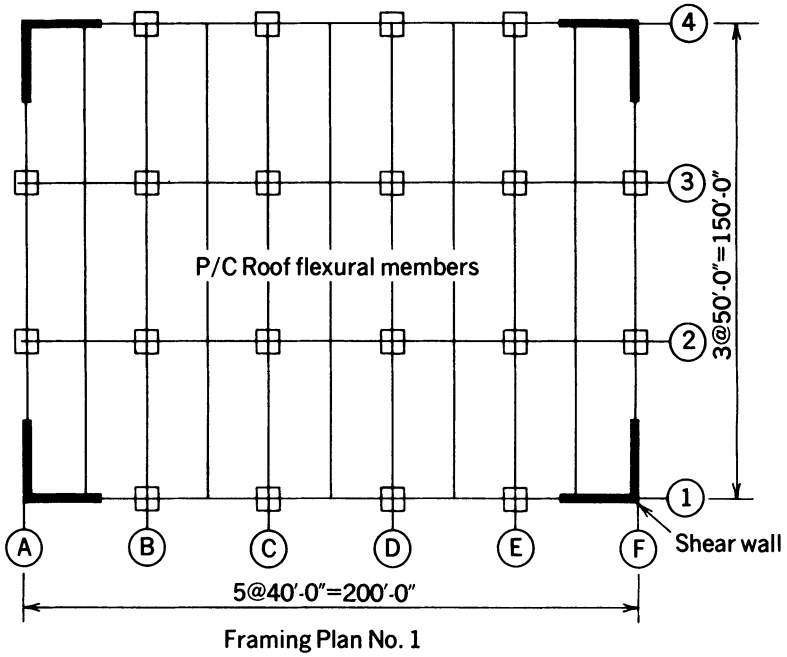 4
3
3@50′-0″=150′-0″
P/C Roof flexural members
2
1
Shear wall
A B C D E F
5@40′-0″=200′-0″
Framing Plan No. 1